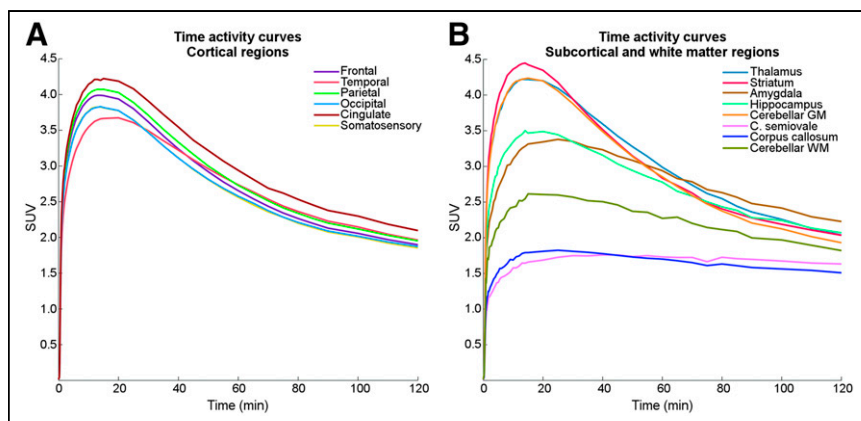 A
Time activity curves
Cortical regions
4.5
4.0
3.5
3.0
2.5
2.0
1.5
1.0
0.5
SUV
Frontal
Temporal
Parietal
Occipital
Cingulate
Somatosensory
0 20 40 60 80 100 120
Time (min)
B
Time activity curves
Subcortical and white matter regions
4.5
4.0
3.5
3.0
2.5
2.0
1.5
1.0
0.5
SUV
Thalamus
Striatum
Amygdala
Hippocampus
Cerebellar GM
C. semiovale
Corpus callosum
Cerebellar WM
0 20 40 60 80 100 120
Time (min)